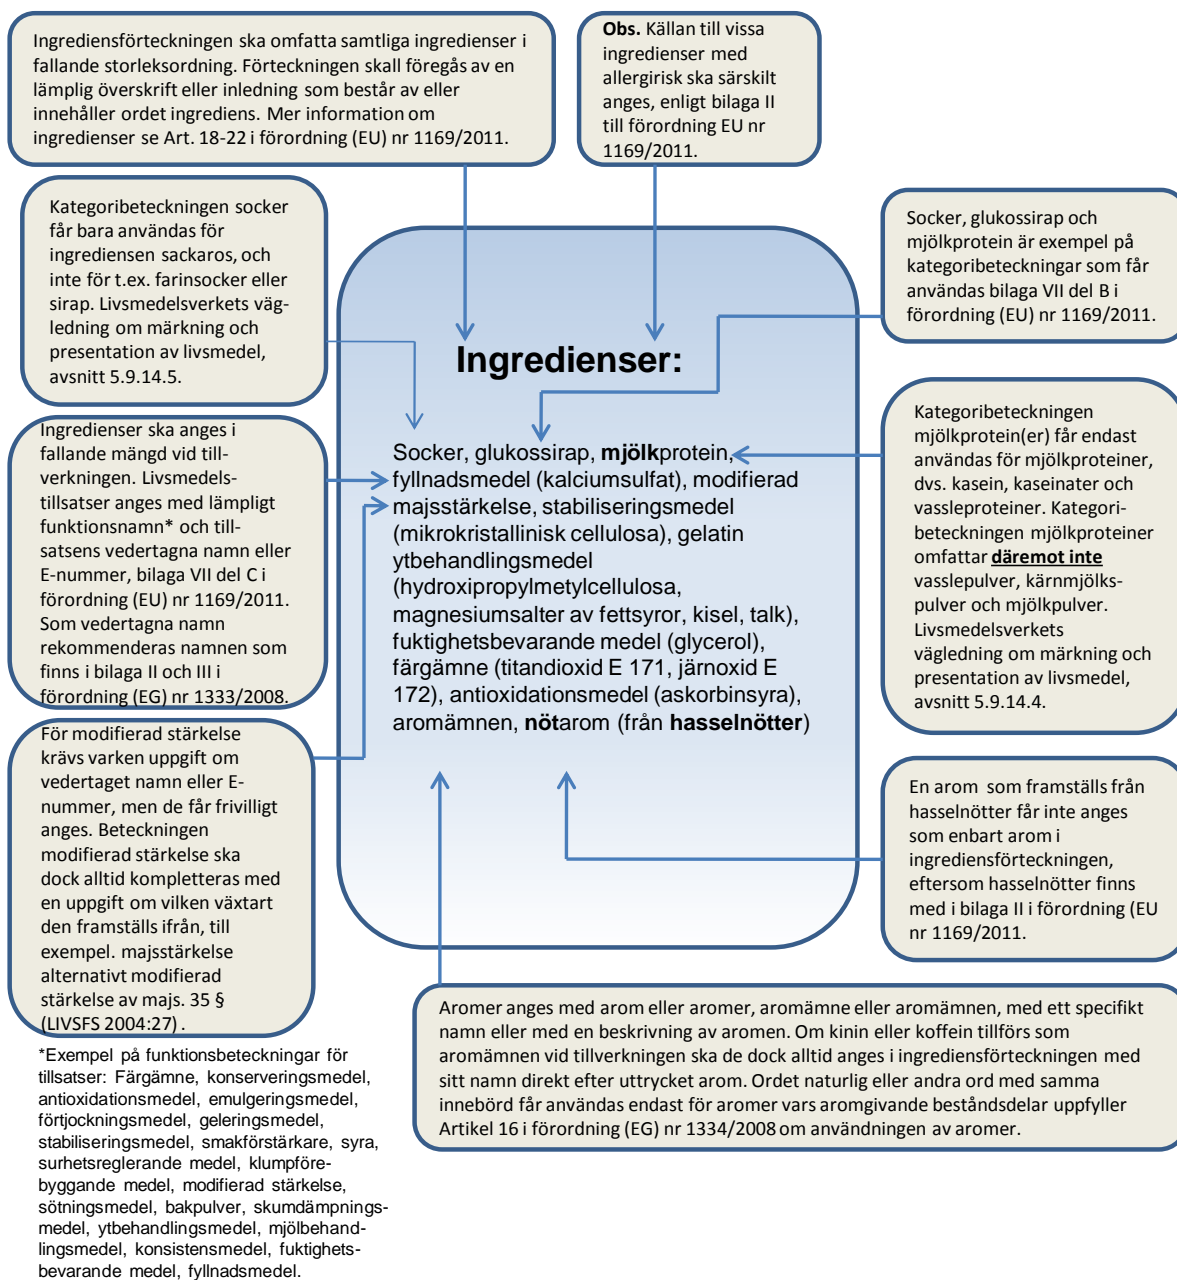 Ingrediensförteckningen ska omfatta samtliga ingredienser i
fallande storleksordning. Förteckningen skall föregås av en
lämplig överskrift eller inledning som består av eller
innehåller ordet ingrediens. Mer information om
ingredienser se Art. 18-22 i förordning (EU) nr 1169/2011.
Obs. Källan till vissa
ingredienser med
allergirisk ska särskilt
anges, enligt bilaga II
till förordning EU nr
1169/2011.
Kategoribeteckningen socker
får bara användas för
ingrediensen sackaros, och
inte för t.ex. farinsocker eller
sirap. Livsmedelsverkets väg-
ledning om märkning och
presentation av livsmedel,
avsnitt 5.9.14.5.
Socker, glukossirap och
mjölkprotein är exempel på
kategoribeteckningar som får
användas bilaga VII del B i
förordning (EU) nr 1169/2011.
Ingredienser:
Socker, glukossirap, mjölkprotein,
fyllnadsmedel (kalciumsulfat), modifierad
majsstärkelse, stabiliseringsmedel
(mikrokristallinisk cellulosa), gelatin
ytbehandlingsmedel
(hydroxipropylmetylcellulosa,
magnesiumsalter av fettsyror, kisel, talk),
fuktighetsbevarande medel (glycerol),
färgämne (titandioxid E 171, järnoxid E
172), antioxidationsmedel (askorbinsyra),
aromämnen, nötarom (från hasselnötter)
Ingredienser ska anges i
fallande mängd vid till-
verkningen. Livsmedels-
tillsatser anges med lämpligt
funktionsnamn* och till-
satsens vedertagna namn eller
E-nummer, bilaga VII del C i
förordning (EU) nr 1169/2011.
Som vedertagna namn
rekommenderas namnen som
finns i bilaga II och III i
förordning (EG) nr 1333/2008.
Kategoribeteckningen
mjölkprotein(er) får endast
användas för mjölkproteiner,
dvs. kasein, kaseinater och
vassleproteiner. Kategori-
beteckningen mjölkproteiner
omfattar däremot inte
vasslepulver, kärnmjölks-
pulver och mjölkpulver.
Livsmedelsverkets
vägledning om märkning och
presentation av livsmedel,
avsnitt 5.9.14.4.
För modifierad stärkelse
krävs varken uppgift om
vedertaget namn eller E-
nummer, men de får frivilligt
anges. Beteckningen
modifierad stärkelse ska
dock alltid kompletteras med
en uppgift om vilken växtart
den framställs ifrån, till
exempel. majsstärkelse
alternativt modifierad
stärkelse av majs. 35 §
(LIVSFS 2004:27) .
En arom som framställs från
hasselnötter får inte anges
som enbart arom i
ingrediensförteckningen,
eftersom hasselnötter finns
med i bilaga II i förordning (EU
nr 1169/2011.
Aromer anges med arom eller aromer, aromämne eller aromämnen, med ett specifikt
namn eller med en beskrivning av aromen. Om kinin eller koffein tillförs som
aromämnen vid tillverkningen ska de dock alltid anges i ingrediensförteckningen med
sitt namn direkt efter uttrycket arom. Ordet naturlig eller andra ord med samma
innebörd får användas endast för aromer vars aromgivande beståndsdelar uppfyller
Artikel 16 i förordning (EG) nr 1334/2008 om användningen av aromer.
*Exempel på funktionsbeteckningar för
tillsatser: Färgämne, konserveringsmedel,
antioxidationsmedel, emulgeringsmedel,
förtjockningsmedel, geleringsmedel,
stabiliseringsmedel, smakförstärkare, syra,
surhetsreglerande medel, klumpföre-
byggande medel, modifierad stärkelse,
sötningsmedel, bakpulver, skumdämpnings-
medel, ytbehandlingsmedel, mjölbehand-
lingsmedel, konsistensmedel, fuktighets-
bevarande medel, fyllnadsmedel.